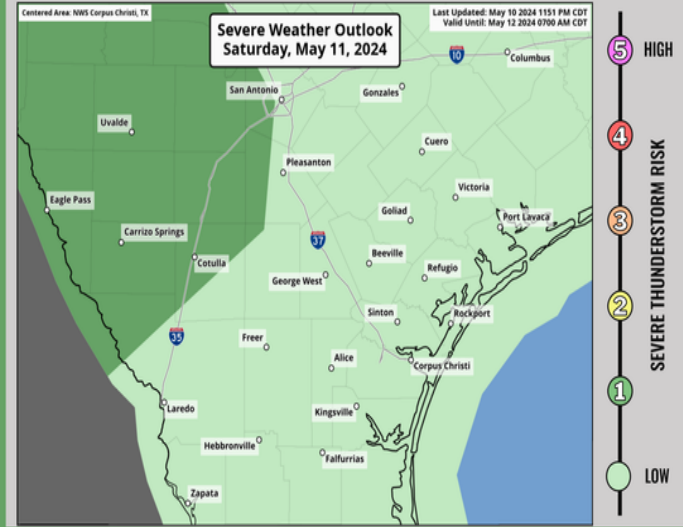 Centered Area: NWS Corpus Christi, TX
Severe Weather Outlook
Saturday, May 11, 2024
Last Updated: May 10 2024 1151 PM CDT
Valid Until: May 12 2024 0700 AM CDT
10
Columbus
San Antonio
Gonzales
Uvalde
Cuero
Pleasanton
Victoria
Eagle Pass
Goliad
Port Lavaca
Carrizo Springs
37
Beeville
Cotulla
Refugio
George West
Sinton
Rockport
35
Freer
Alice
Corpus Christi
Laredo
Kingsville
Hebbronville
Falfurrias
Zapata
5 HIGH
4
3
2
1
LOW
SEVERE THUNDERSTORM RISK